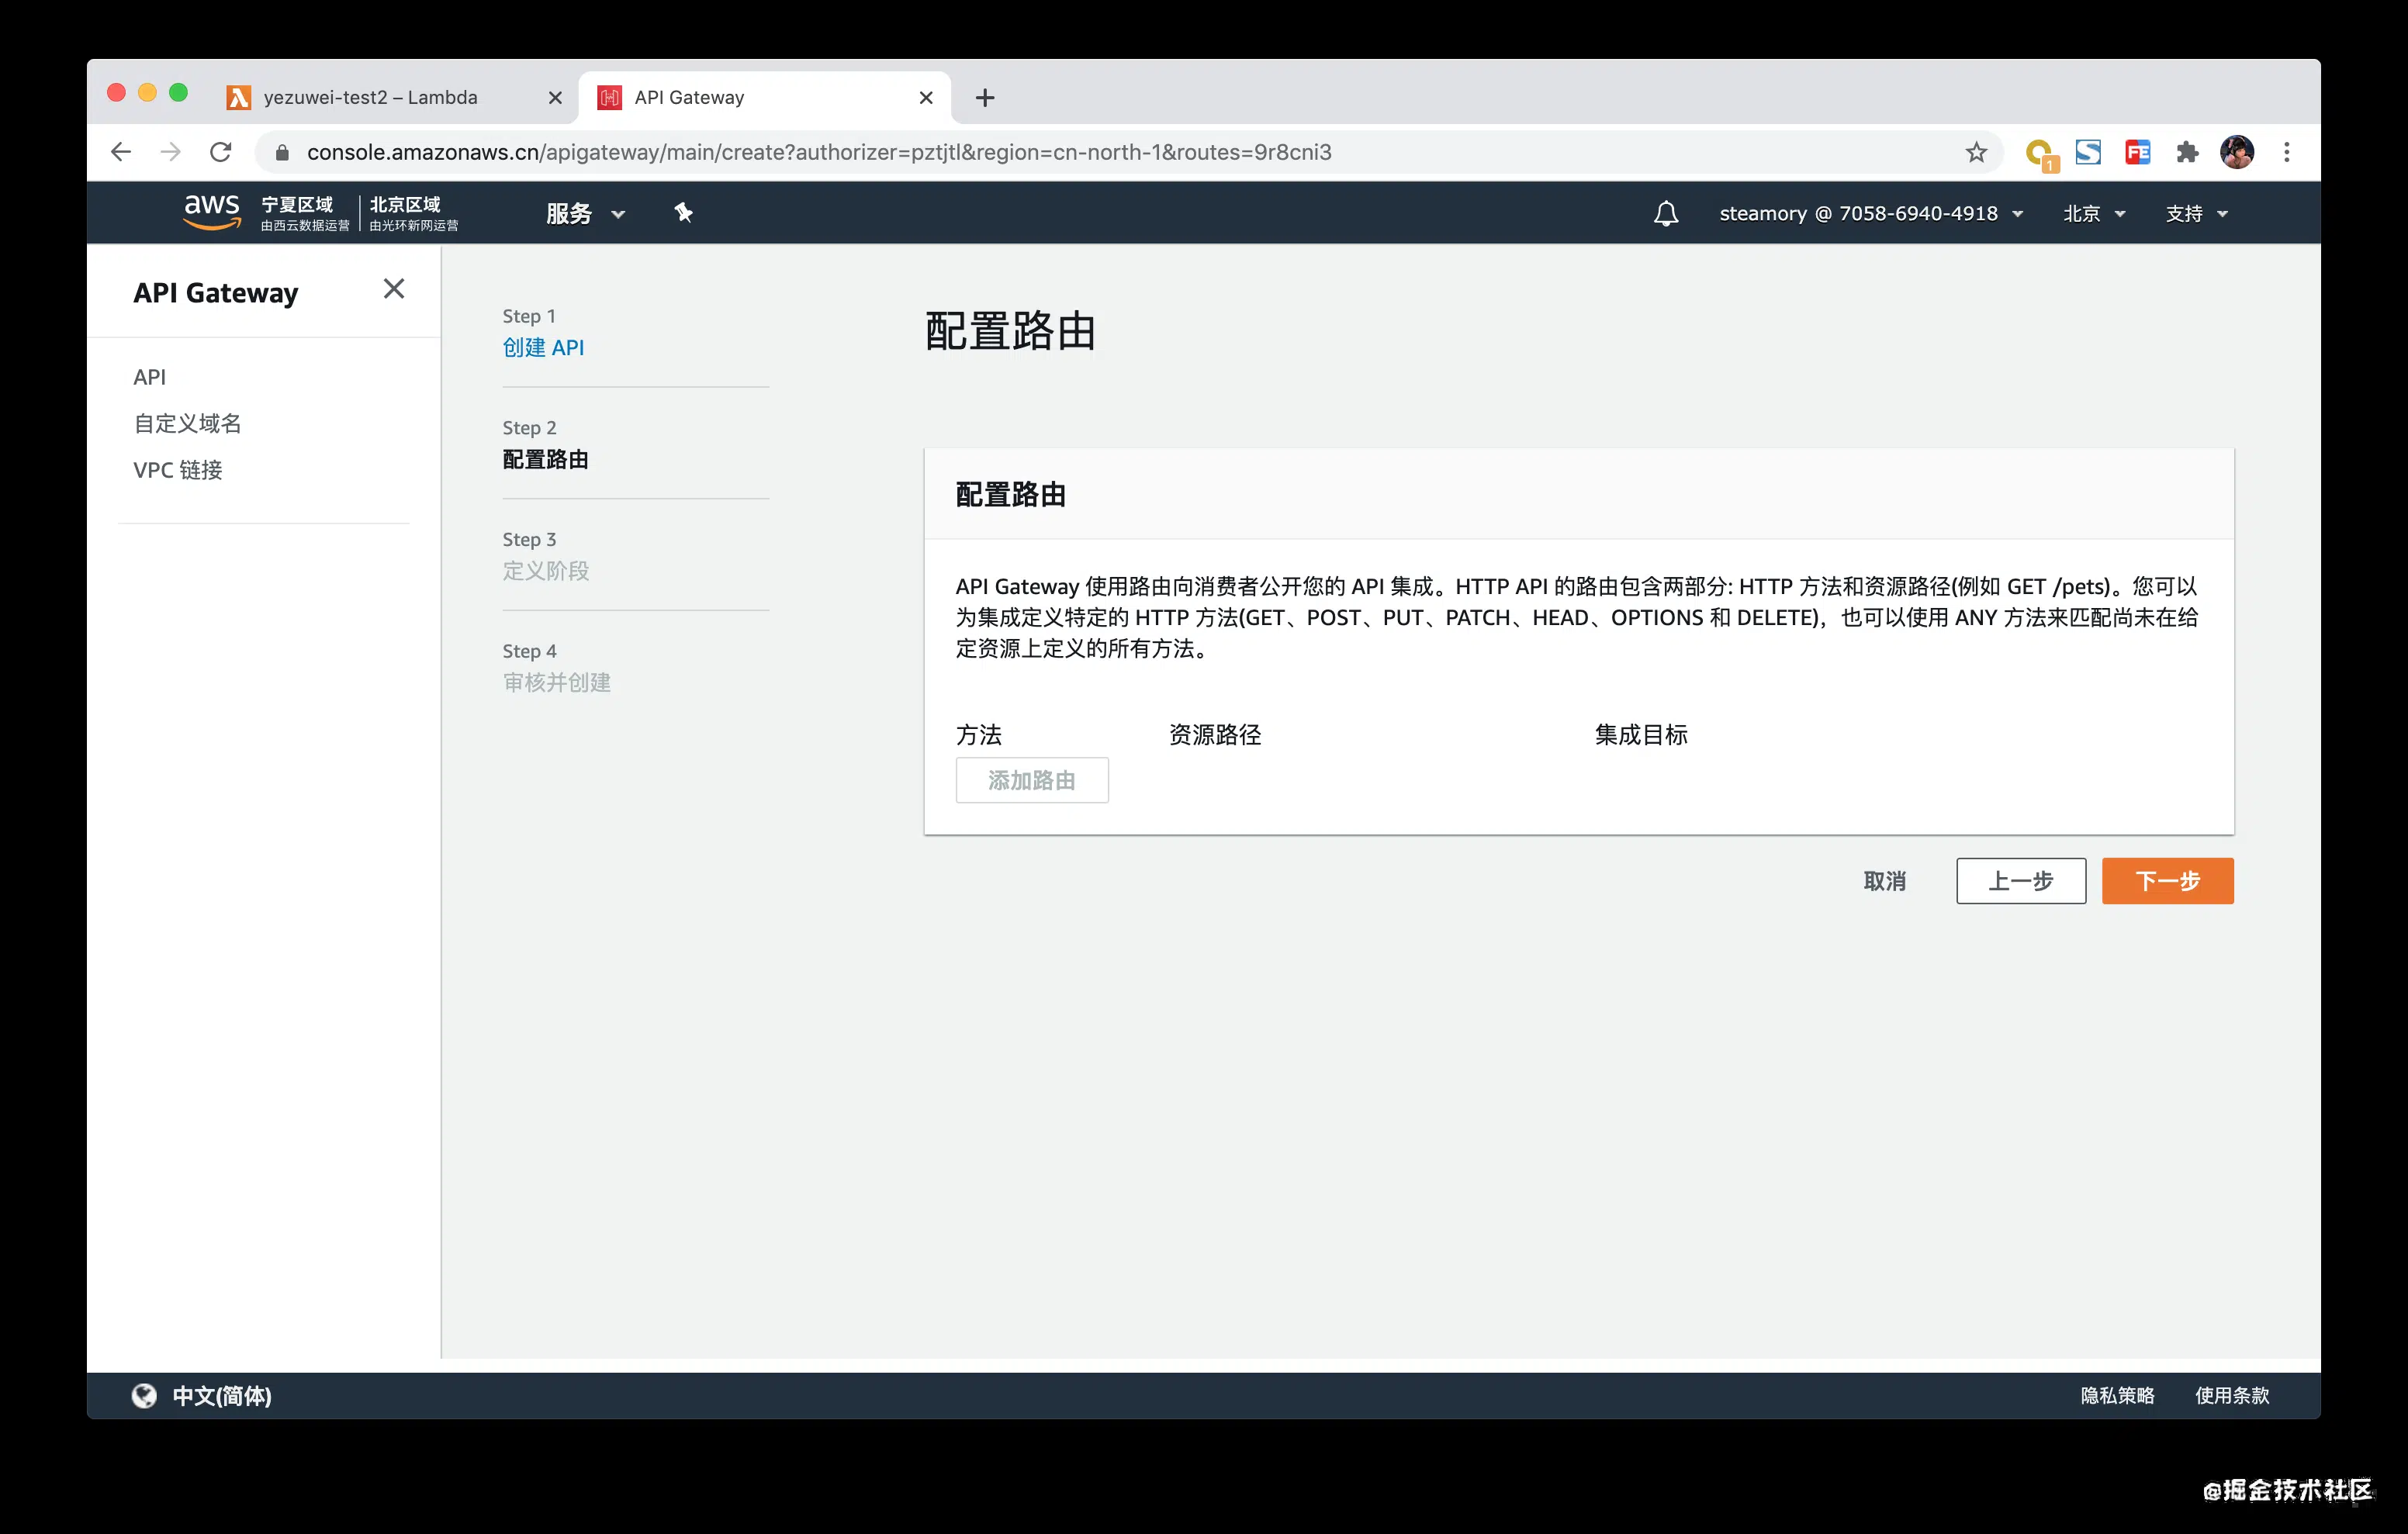 yezuwei-test2 – Lambda
API Gateway
console.amazonaws.cn/apigateway/main/create?authorizer=pztjtl&region=cn-north-1&routes=9r8cni3
1
FE
aws
宁夏区域
由西云数据运营
北京区域
由光环新网运营
服务
steamory @ 7058-6940-4918
北京
支持
API Gateway
API
自定义域名
VPC 链接
Step 1
创建 API
Step 2
配置路由
Step 3
定义阶段
Step 4
审核并创建
配置路由
配置路由
API Gateway 使用路由向消费者公开您的 API 集成。HTTP API 的路由包含两部分: HTTP 方法和资源路径(例如 GET /pets)。您可以
为集成定义特定的 HTTP 方法(GET、POST、PUT、PATCH、HEAD、OPTIONS 和 DELETE)，也可以使用 ANY 方法来匹配尚未在给
定资源上定义的所有方法。
方法 资源路径 集成目标
添加路由
取消 上一步 下一步
中文(简体)
隐私策略 使用条款
@掘金技术社区